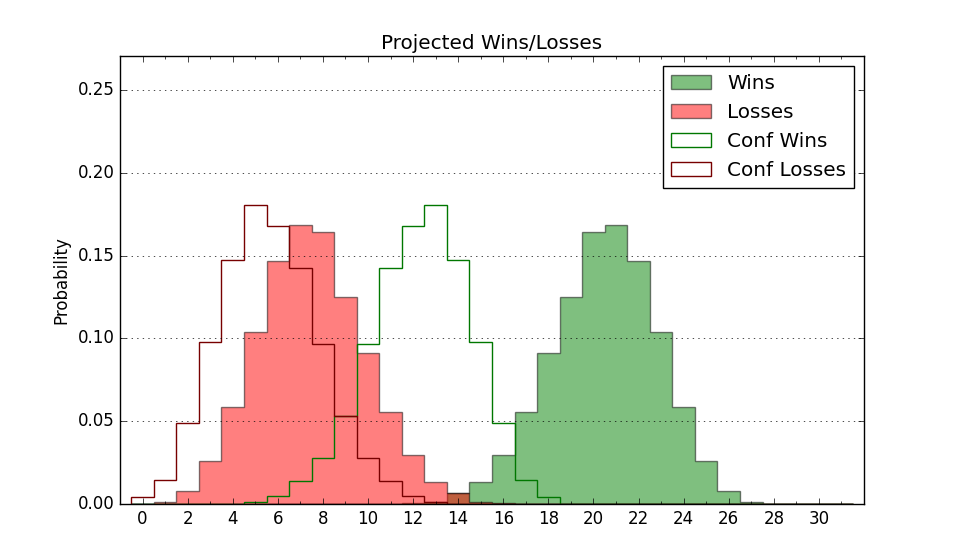 Projected Wins/Losses
Probability
0.25
0.20
0.15
0.10
0.05
0.00
0 2 4 6 8 10 12 14 16 18 20 22 24 26 28 30
Wins
Losses
Conf Wins
Conf Losses